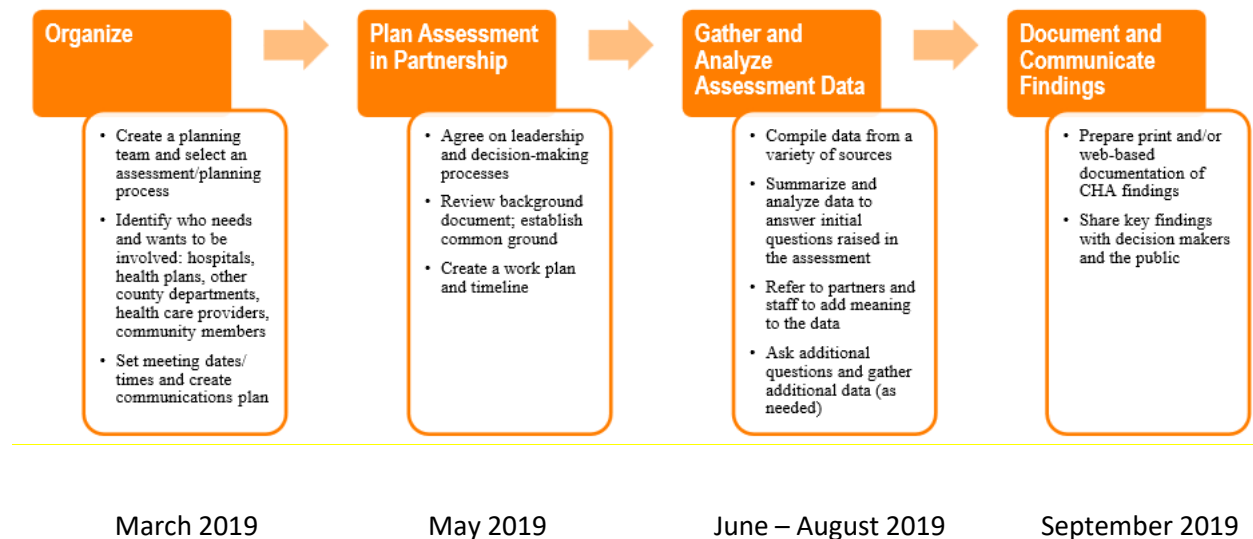 Organize
• Create a planning
team and select an
assessment/planning
process
• Identify who needs
and wants to be
involved: hospitals,
health plans, other
county departments,
health care providers,
community members
• Set meeting dates/
times and create
communications plan
Plan Assessment
in Partnership
• Agree on leadership
and decision-making
processes
• Review background
document; establish
common ground
• Create a work plan
and timeline
Gather and
Analyze
Assessment Data
• Compile data from a
variety of sources
• Summarize and
analyze data to
answer initial
questions raised in
the assessment
• Refer to partners and
staff to add meaning
to the data
• Ask additional
questions and gather
additional data (as
needed)
Document and
Communicate
Findings
• Prepare print and/or
web-based
documentation of
CHA findings
• Share key findings
with decision makers
and the public
March 2019
May 2019
June – August 2019
September 2019